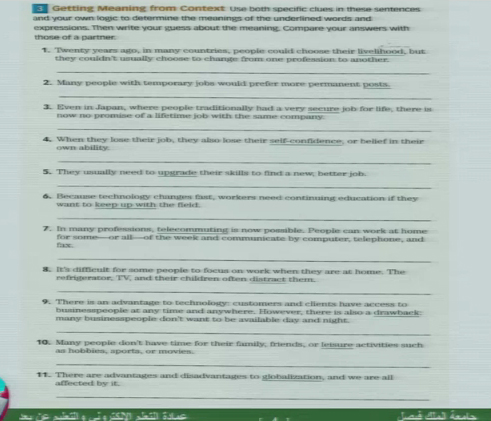 3 Getting Meaning from Context Use both specific clues in these sentences
and your own logic to determine the meanings of the underlined words and
expressions. Then write your guess about the meaning. Compare your answers with
those of a partner.
1. Twenty years ago, in many countries, people could choose their livelihood, but
they couldn't usually choose to change from one profession to another.
2. Many people with temporary jobs would prefer more permanent posts.
3. Even in Japan, where people traditionally had a very secure job for life, there is
now no promise of a lifetime job with the same company.
4. When they lose their job, they also lose their self-confidence, or belief in their
own ability.
5. They usually need to upgrade their skills to find a new, better job.
6. Because technology changes fast, workers need continuing education if they
want to keep up with the field.
7. In many professions, telecommuting is now possible. People can work at home
for some—or all—of the week and communicate by computer, telephone, and
fax.
8. It's difficult for some people to focus on work when they are at home. The
refrigerator, TV, and their children often distract them.
9. There is an advantage to technology: customers and clients have access to
businesspeople at any time and anywhere. However, there is also a drawback:
many businesspeople don't want to be available day and night.
10. Many people don't have time for their family, friends, or leisure activities such
as hobbies, sports, or movies.
11. There are advantages and disadvantages to globalization, and we are all
affected by it.
جامعة الملك فيصل
عمادة التعلم الإلكتروني والتعليم عن بعد